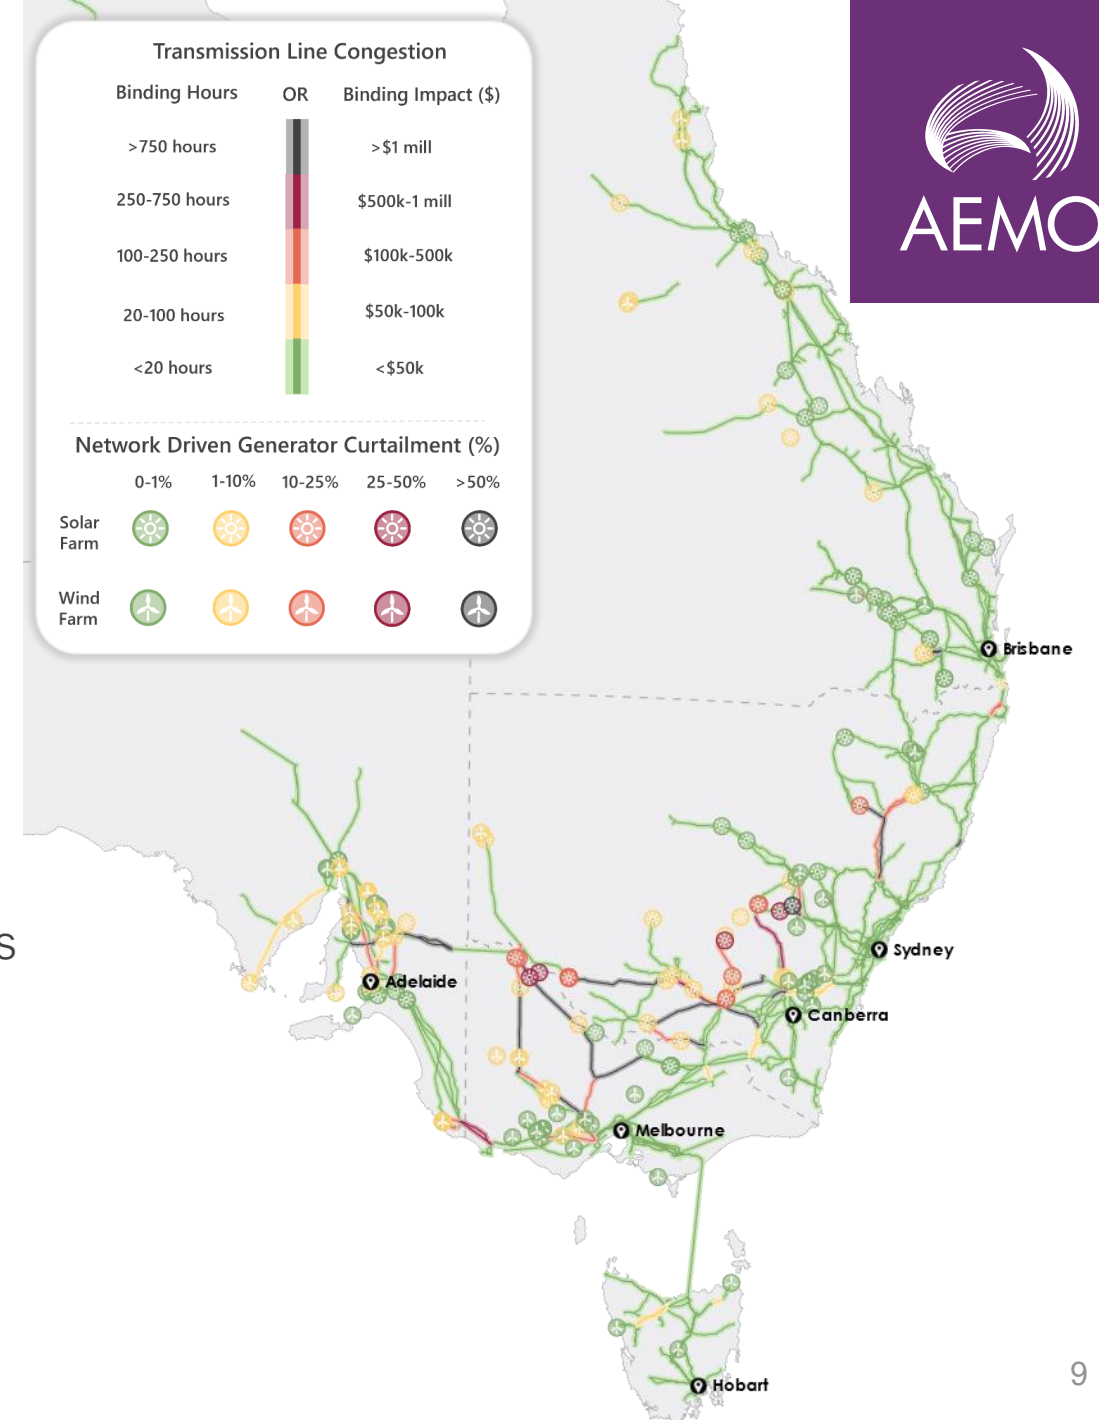 Transmission Line Congestion
Binding Hours OR Binding Impact ($)
>750 hours >$1 mill
250-750 hours $500k-1 mill
100-250 hours $100k-500k
20-100 hours $50k-100k
<20 hours <$50k
Network Driven Generator Curtailment (%)
0-1% 1-10% 10-25% 25-50% >50%
Solar
Farm
Wind
Farm
AEMO
Brisbane
s
Sydney
Adelaide
Canberra
Melbourne
Hobart
9